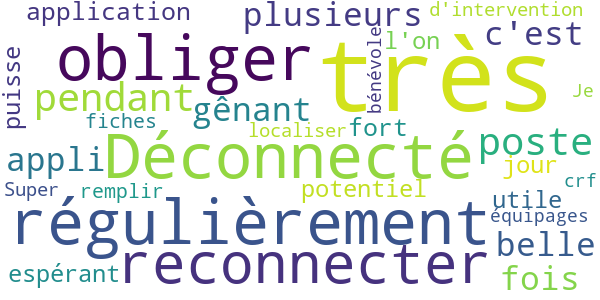 application
plusieurs
d'intervention
obliger
très
c'est
l'on
puisse
bénévole
pendant
gênant
Je
fiches
localiser
fort
poste
appli
Déconnecté
jour
Super
remplir
potentiel
crf
régulièrement
utile
équipages
reconnecter
belle
espérant
fois